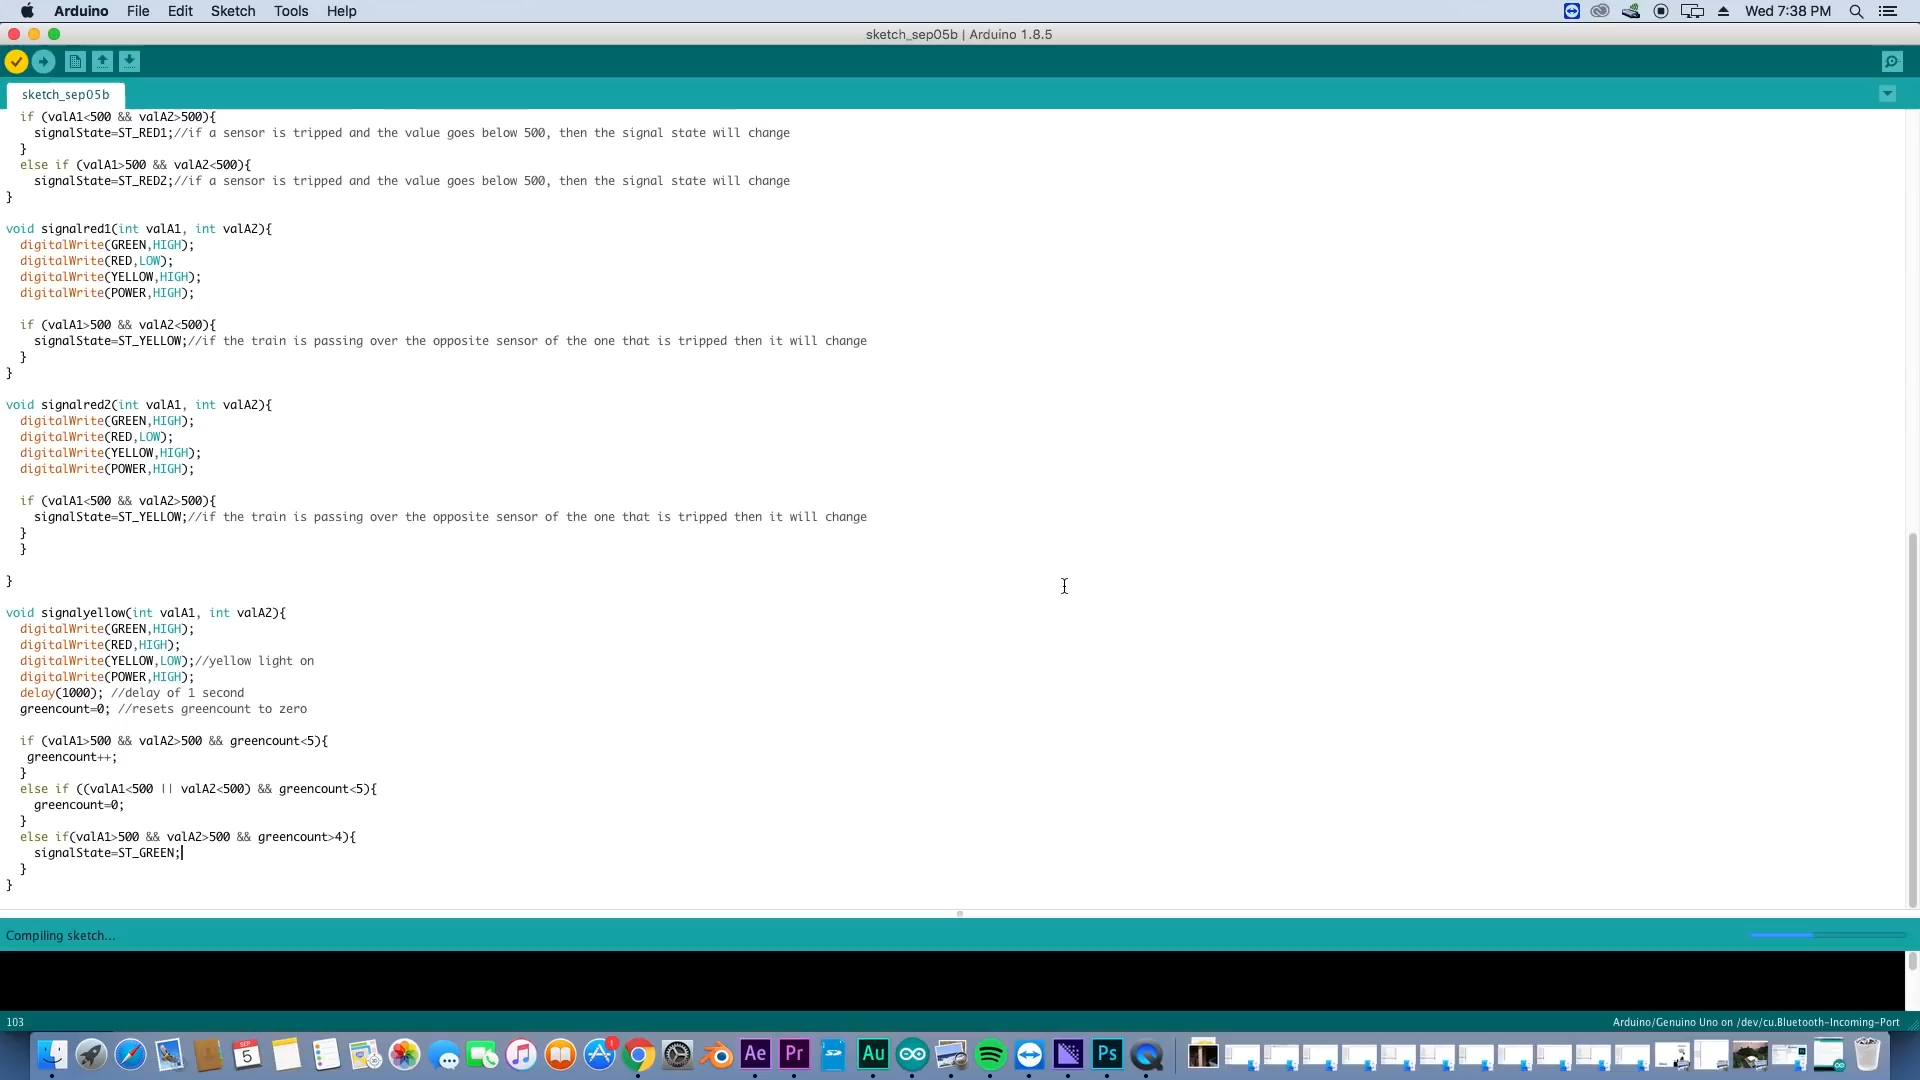 Arduino File Edit Sketch Tools Help Wed 7:38 PM
sketch_sep05b | Arduino 1.8.5
sketch_sep05b
if (valA1<500 && valA2>500){
signalState=ST_RED1;//if a sensor is tripped and the value goes below 500, then the signal state will change
}
else if (valA1>500 && valA2<500){
signalState=ST_RED2;//if a sensor is tripped and the value goes below 500, then the signal state will change
}
}
void signalred1(int valA1, int valA2){
digitalWrite(GREEN,HIGH);
digitalWrite(RED,LOW);
digitalWrite(YELLOW,HIGH);
digitalWrite(POWER,HIGH);
if (valA1>500 && valA2<500){
signalState=ST_YELLOW;//if the train is passing over the opposite sensor of the one that is tripped then it will change
}
}
void signalred2(int valA1, int valA2){
digitalWrite(GREEN,HIGH);
digitalWrite(RED,LOW);
digitalWrite(YELLOW,HIGH);
digitalWrite(POWER,HIGH);
if (valA1<500 && valA2>500){
signalState=ST_YELLOW;//if the train is passing over the opposite sensor of the one that is tripped then it will change
}
}
}
void signalyellow(int valA1, int valA2){
digitalWrite(GREEN,HIGH);
digitalWrite(RED,HIGH);
digitalWrite(YELLOW,LOW);//yellow light on
digitalWrite(POWER,HIGH);
delay(1000); //delay of 1 second
greencount=0; //resets greencount to zero
if (valA1>500 && valA2>500 && greencount<5){
greencount++;
}
else if ((valA1<500 || valA2<500) && greencount<5){
greencount=0;
}
else if(valA1>500 && valA2>500 && greencount>4){
signalState=ST_GREEN;
}
}
Compiling sketch...
103 Arduino/Genuino Uno on /dev/cu.Bluetooth-Incoming-Port
SEP
5
Ae Pr Au Ps